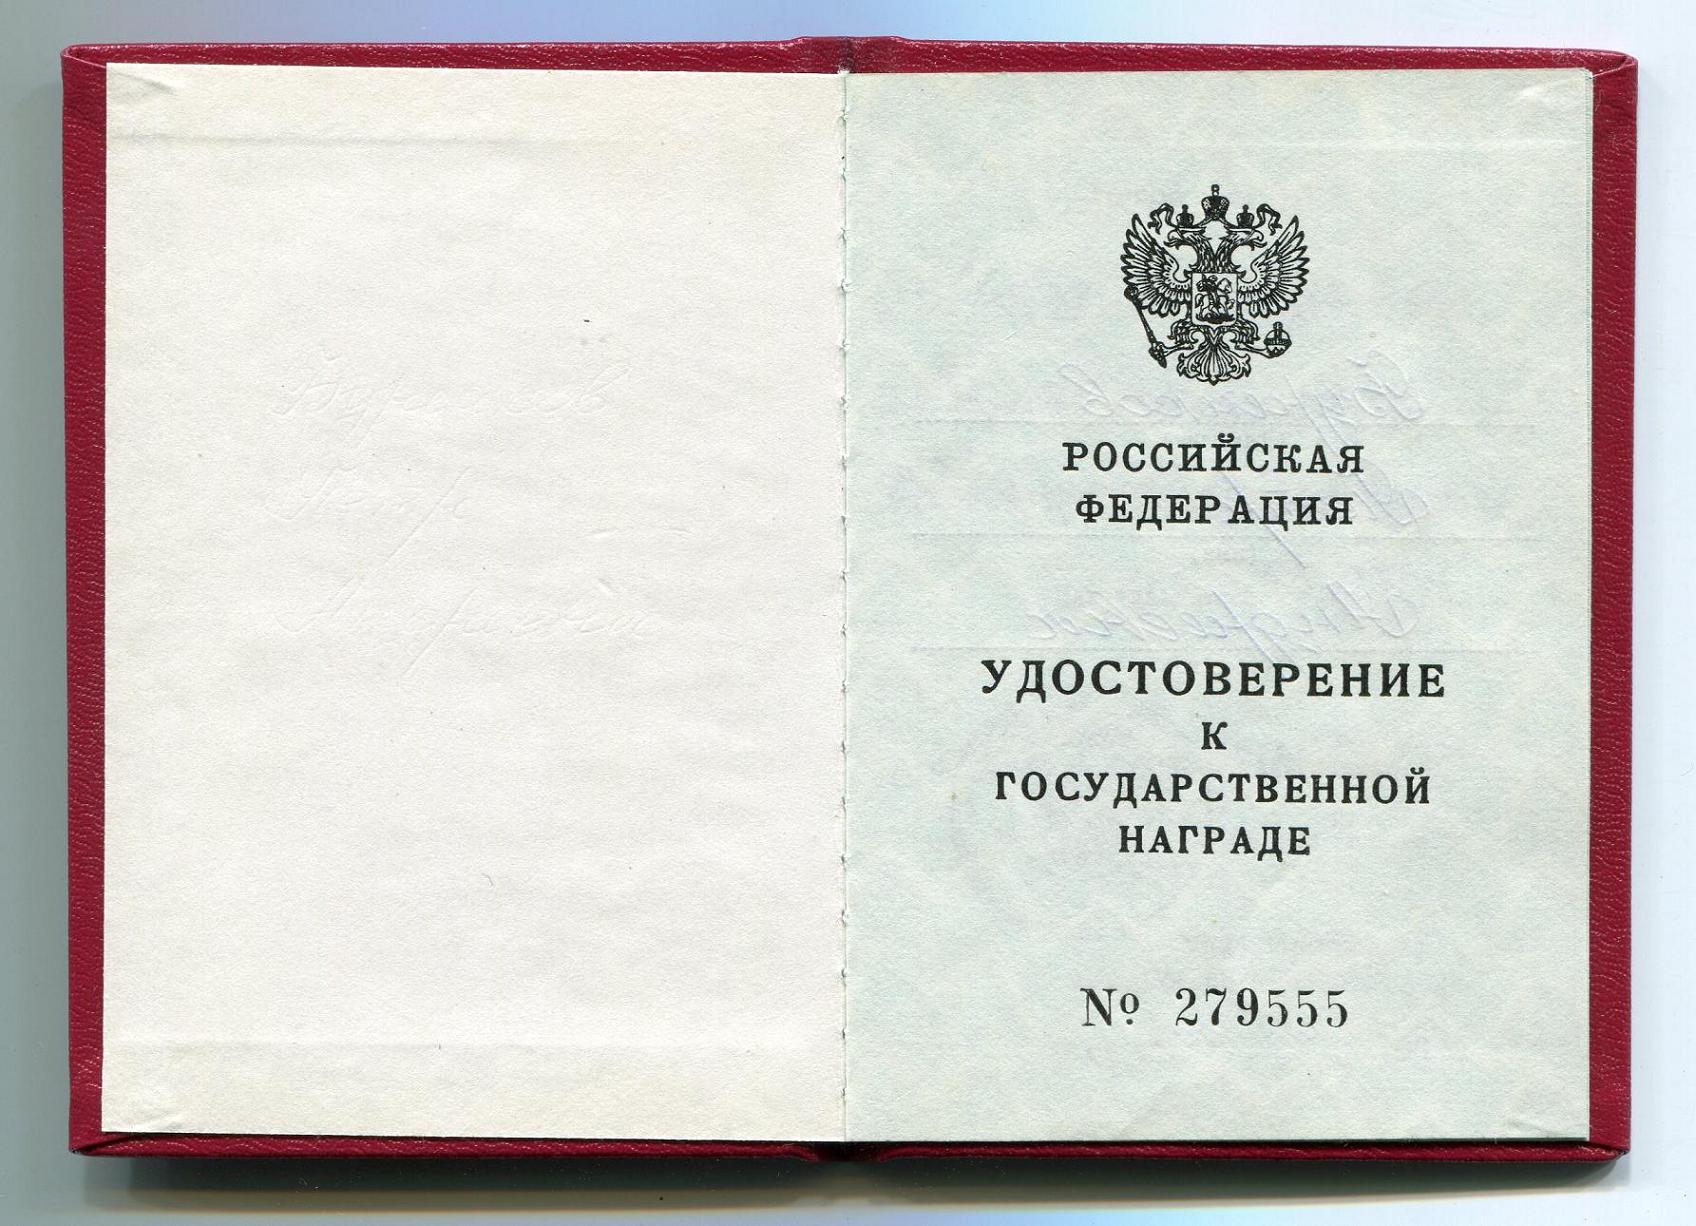 РОССИЙСКАЯ
ФЕДЕРАЦИЯ
УДОСТОВЕРЕНИЕ
К
ГОСУДАРСТВЕННОЙ
НАГРАДЕ
№ 279555